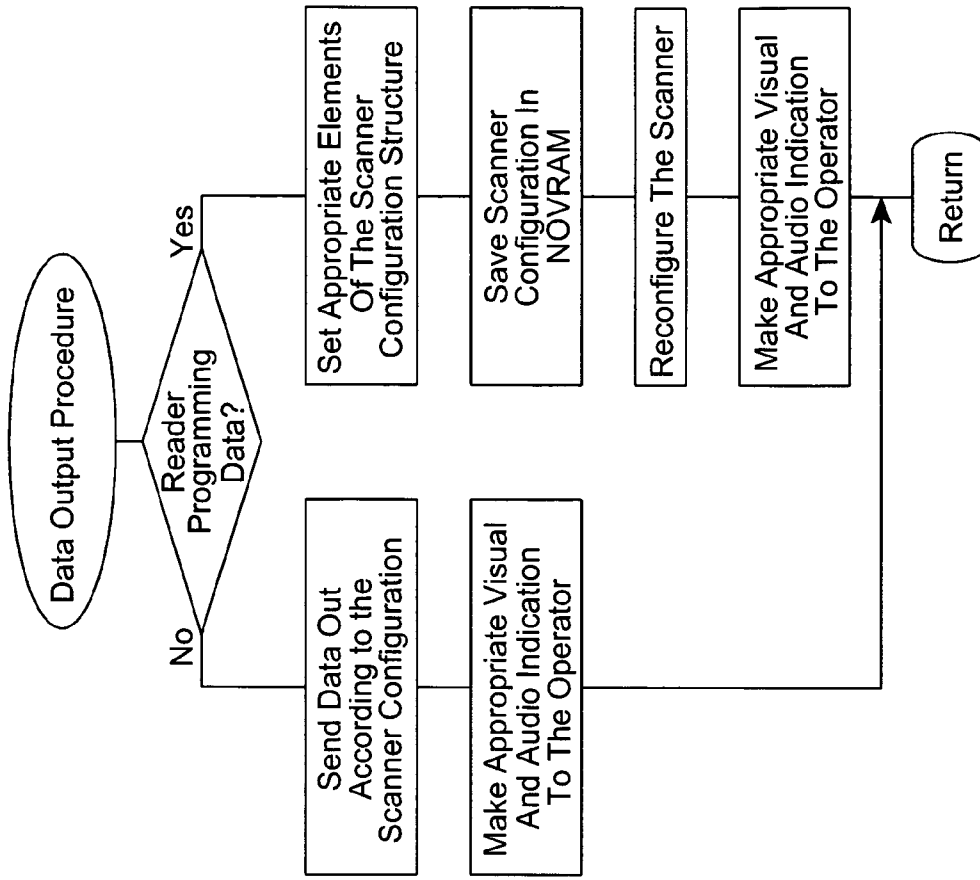 Data Output Procedure
Reader
Programming
Data?
No
Yes
Send Data Out
According to the
Scanner Configuration
Make Appropriate Visual
And Audio Indication
To The Operator
Set Appropriate Elements
Of The Scanner
Configuration Structure
Save Scanner
Configuration In
NOVRAM
Reconfigure The Scanner
Make Appropriate Visual
And Audio Indication
To The Operator
Return